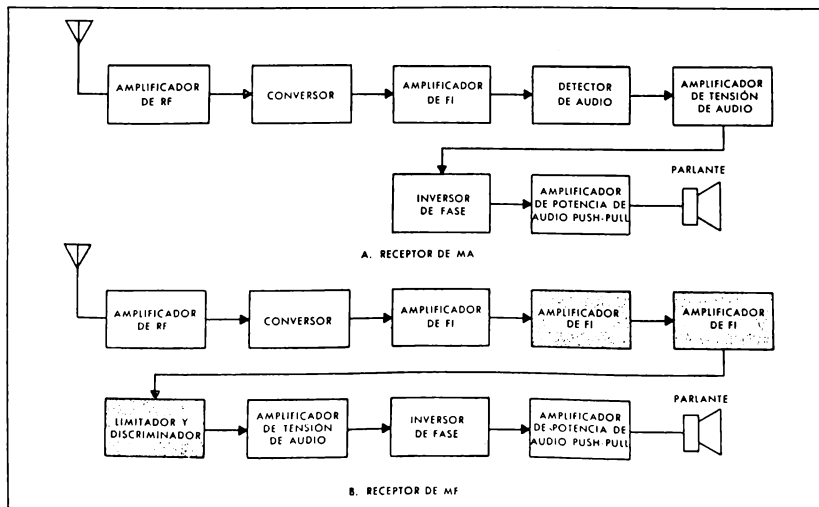 AMPLIFICADOR
DE RF
CONVERSOR
AMPLIFICADOR
DE FI
DETECTOR
DE AUDIO
AMPLIFICADOR
DE TENSIÓN
DE AUDIO
INVERSOR
DE FASE
AMPLIFICADOR
DE POTENCIA DE
AUDIO PUSH-PULL
PARLANTE
A. RECEPTOR DE MA
AMPLIFICADOR
DE RF
CONVERSOR
AMPLIFICADOR
DE FI
AMPLIFICADOR
DE FI
AMPLIFICADOR
DE FI
LIMITADOR Y
DISCRIMINADOR
AMPLIFICADOR
DE TENSIÓN
DE AUDIO
INVERSOR
DE FASE
AMPLIFICADOR
DE POTENCIA DE
AUDIO PUSH-PULL
PARLANTE
B. RECEPTOR DE MF